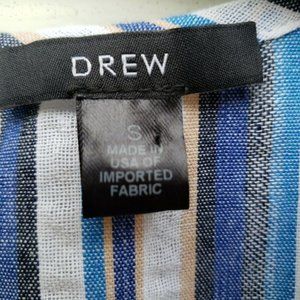 DREW
S
MADE IN
USA OF
IMPORTED
FABRIC